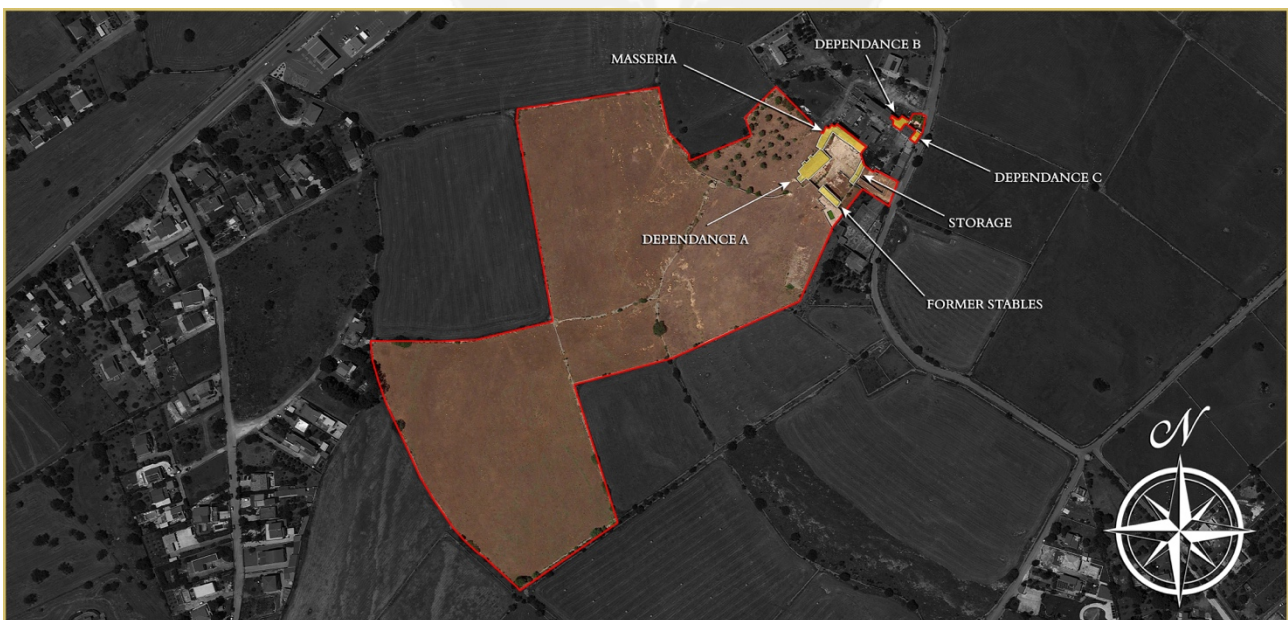 DEPENDANCE B
MASSERIA
DEPENDANCE C
STORAGE
DEPENDANCE A
FORMER STABLES
N